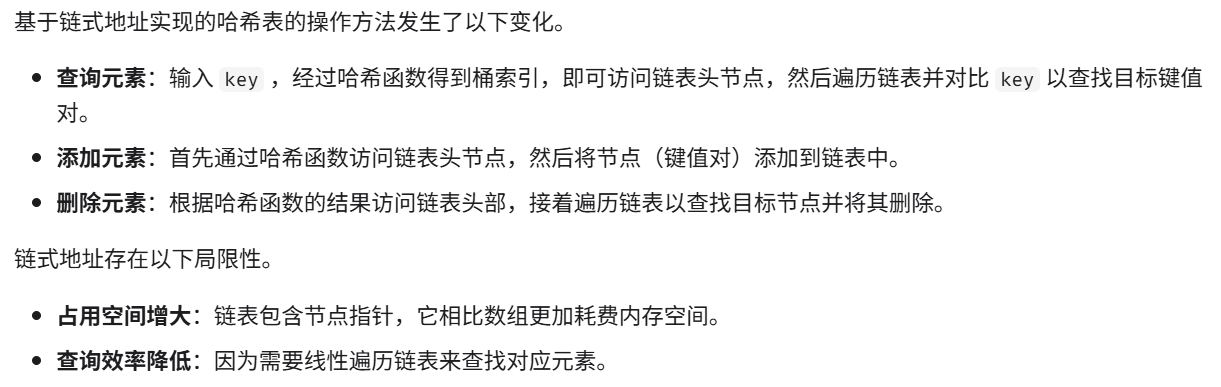 基于链式地址实现的哈希表的操作方法发生了以下变化。
• 查询元素：输入 key ，经过哈希函数得到桶索引，即可访问链表头节点，然后遍历链表并对比 key 以查找目标键值
对。
• 添加元素：首先通过哈希函数访问链表头节点，然后将节点（键值对）添加到链表中。
• 删除元素：根据哈希函数的结果访问链表头部，接着遍历链表以查找目标节点并将其删除。
链式地址存在以下局限性。
• 占用空间增大：链表包含节点指针，它相比数组更加耗费内存空间。
• 查询效率降低：因为需要线性遍历链表来查找对应元素。